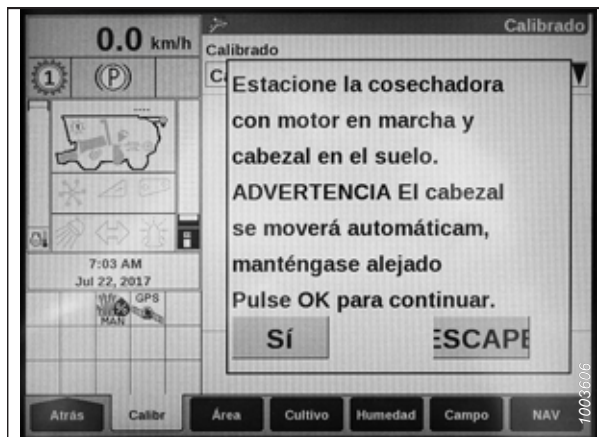 0.0 km/h
Calibrado
Calibrado
1
(P)
Estacione la cosechadora
con motor en marcha y
cabezal en el suelo.
ADVERTENCIA El cabezal
se moverá automáticam,
manténgase alejado
Pulse OK para continuar.
Sí
ESCAPE
7:03 AM
Jul 22, 2017
GPS
MAN
Atrás
Calibr
Área
Cultivo
Humedad
Campo
NAV
1003606